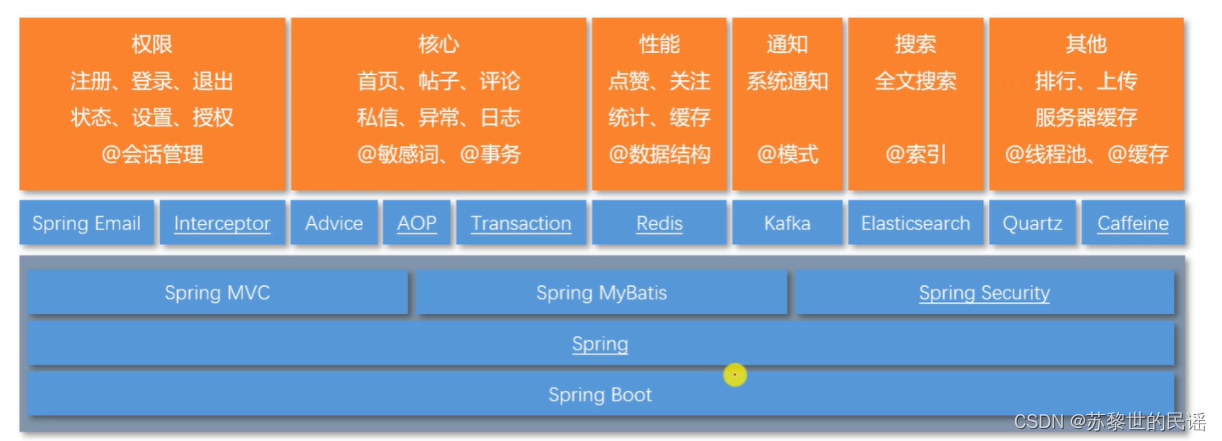 权限
注册、登录、退出
状态、设置、授权
@会话管理
核心
首页、帖子、评论
私信、异常、日志
@敏感词、@事务
性能
点赞、关注
统计、缓存
@数据结构
通知
系统通知
@模式
搜索
全文搜索
@索引
其他
排行、上传
服务器缓存
@线程池、@缓存
Spring Email
Interceptor
Advice
AOP
Transaction
Redis
Kafka
Elasticsearch
Quartz
Caffeine
Spring MVC
Spring MyBatis
Spring Security
Spring
Spring Boot
CSDN @苏黎世的民谣